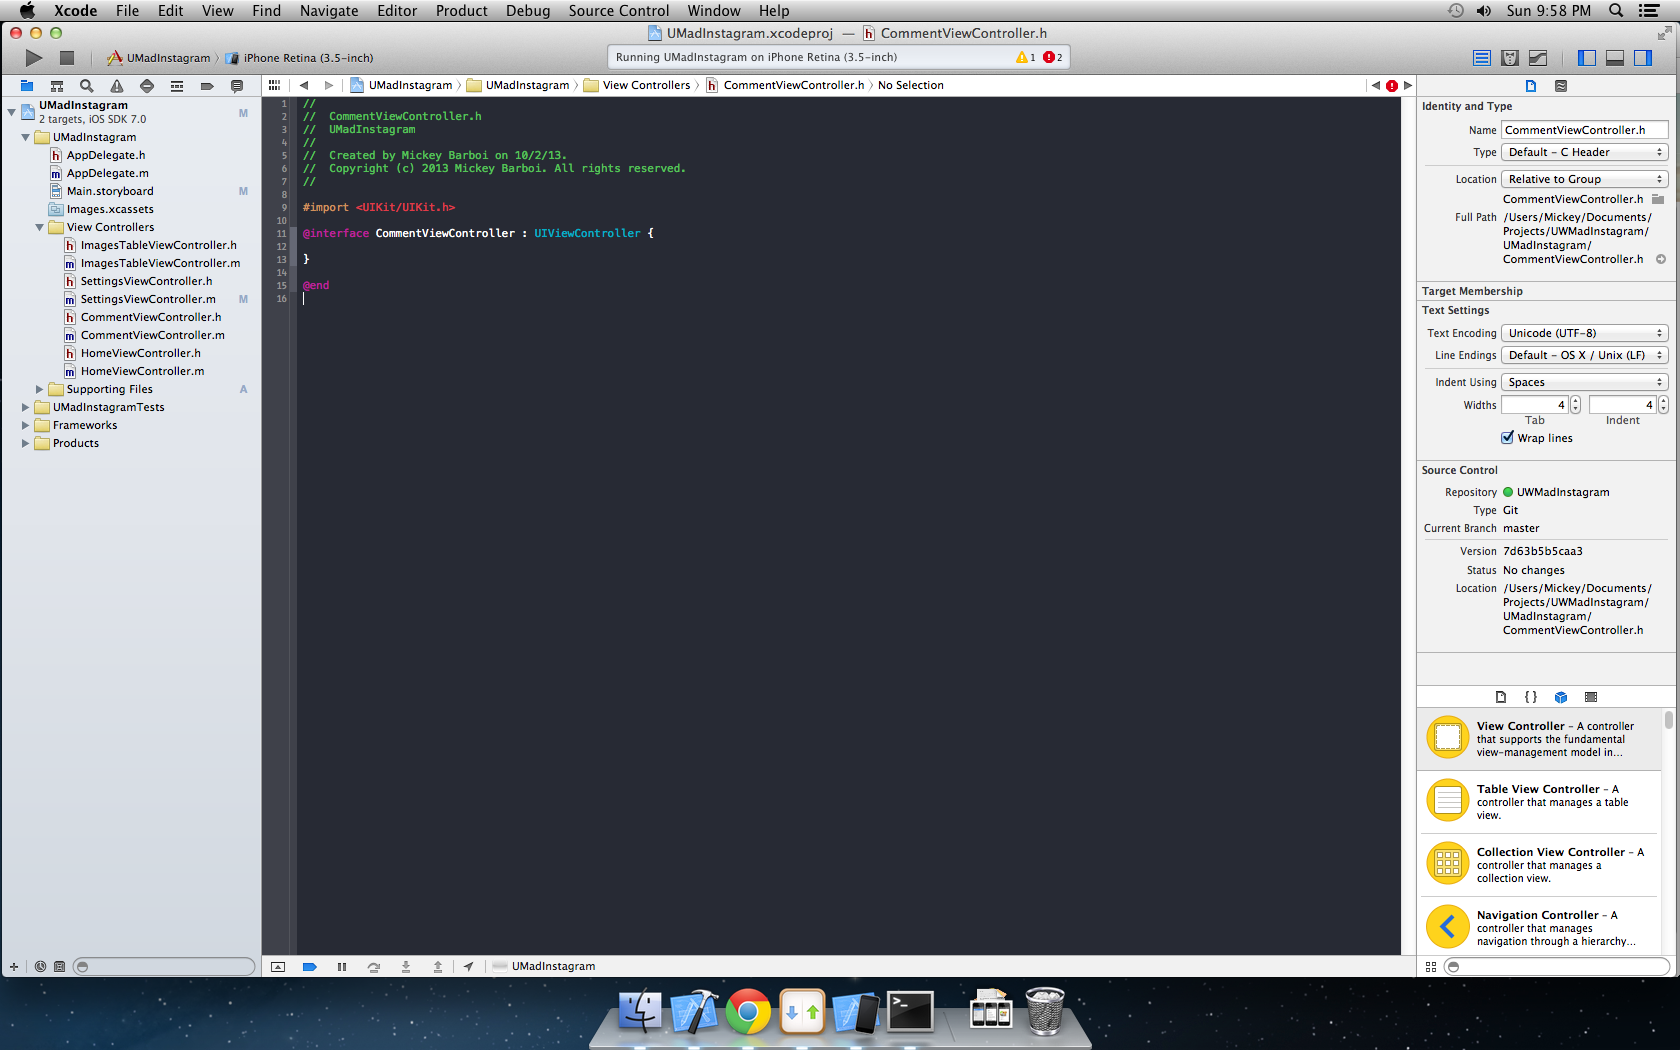 Xcode File Edit View Find Navigate Editor Product Debug Source Control Window Help Sun 9:58 PM
UMadInstagram.xcodeproj — CommentViewController.h
UMadInstagram iPhone Retina (3.5-inch)
Running UMadInstagram on iPhone Retina (3.5-inch) 1 2
UMadInstagram UMadInstagram View Controllers CommentViewController.h No Selection
UMadInstagram
2 targets, iOS SDK 7.0 M
UMadInstagram
AppDelegate.h
AppDelegate.m
Main.storyboard M
Images.xcassets
View Controllers
ImagesTableViewController.h
ImagesTableViewController.m
SettingsViewController.h
SettingsViewController.m M
CommentViewController.h
CommentViewController.m
HomeViewController.h
HomeViewController.m
Supporting Files A
UMadInstagramTests
Frameworks
Products
1 //
2 // CommentViewController.h
3 // UMadInstagram
4 //
5 // Created by Mickey Barboi on 10/2/13.
6 // Copyright (c) 2013 Mickey Barboi. All rights reserved.
7 //
8
9 #import <UIKit/UIKit.h>
10
11 @interface CommentViewController : UIViewController {
12
13 }
14
15 @end
16
UMadInstagram
Identity and Type
Name CommentViewController.h
Type Default – C Header
Location Relative to Group
CommentViewController.h
Full Path /Users/Mickey/Documents/
Projects/UWMadInstagram/
UMadInstagram/
CommentViewController.h
Target Membership
Text Settings
Text Encoding Unicode (UTF-8)
Line Endings Default – OS X / Unix (LF)
Indent Using Spaces
Widths 4 4
Tab Indent
Wrap lines
Source Control
Repository UWMadInstagram
Type Git
Current Branch master
Version 7d63b5b5caa3
Status No changes
Location /Users/Mickey/Documents/
Projects/UWMadInstagram/
UMadInstagram/
CommentViewController.h
{ }
View Controller – A controller
that supports the fundamental
view-management model in...
Table View Controller – A
controller that manages a table
view.
Collection View Controller – A
controller that manages a
collection view.
Navigation Controller – A
controller that manages
navigation through a hierarchy...